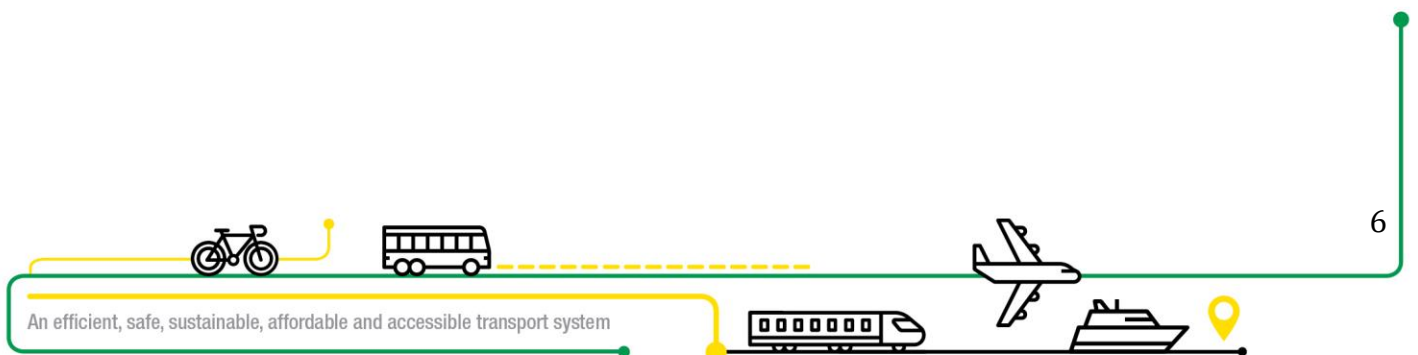 6
An efficient, safe, sustainable, affordable and accessible transport system